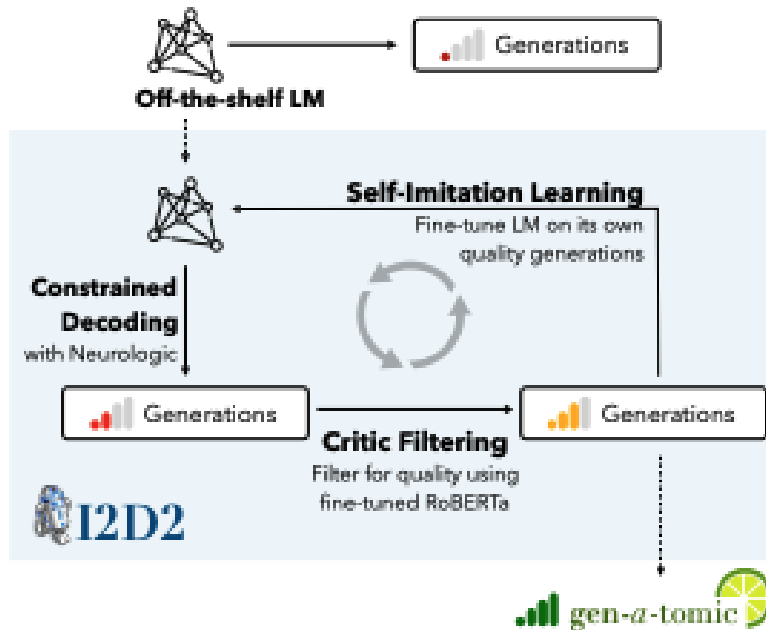 Generations
Off-the-shelf LM
Self-Imitation Learning
Fine-tune LM on its own
quality generations
Constrained
Decoding
with Neurologic
Generations
Generations
Critic Filtering
Filter for quality using
fine-tuned RoBERTa
I2D2
gen-a-tomic